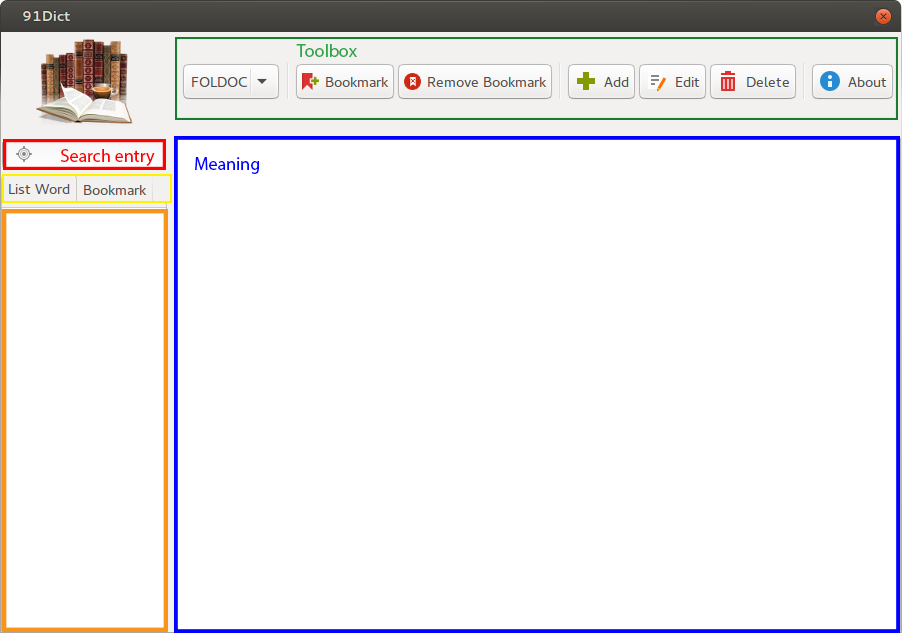 91Dict
Toolbox
FOLDOC Bookmark Remove Bookmark Add Edit Delete About
Search entry
Meaning
List Word Bookmark